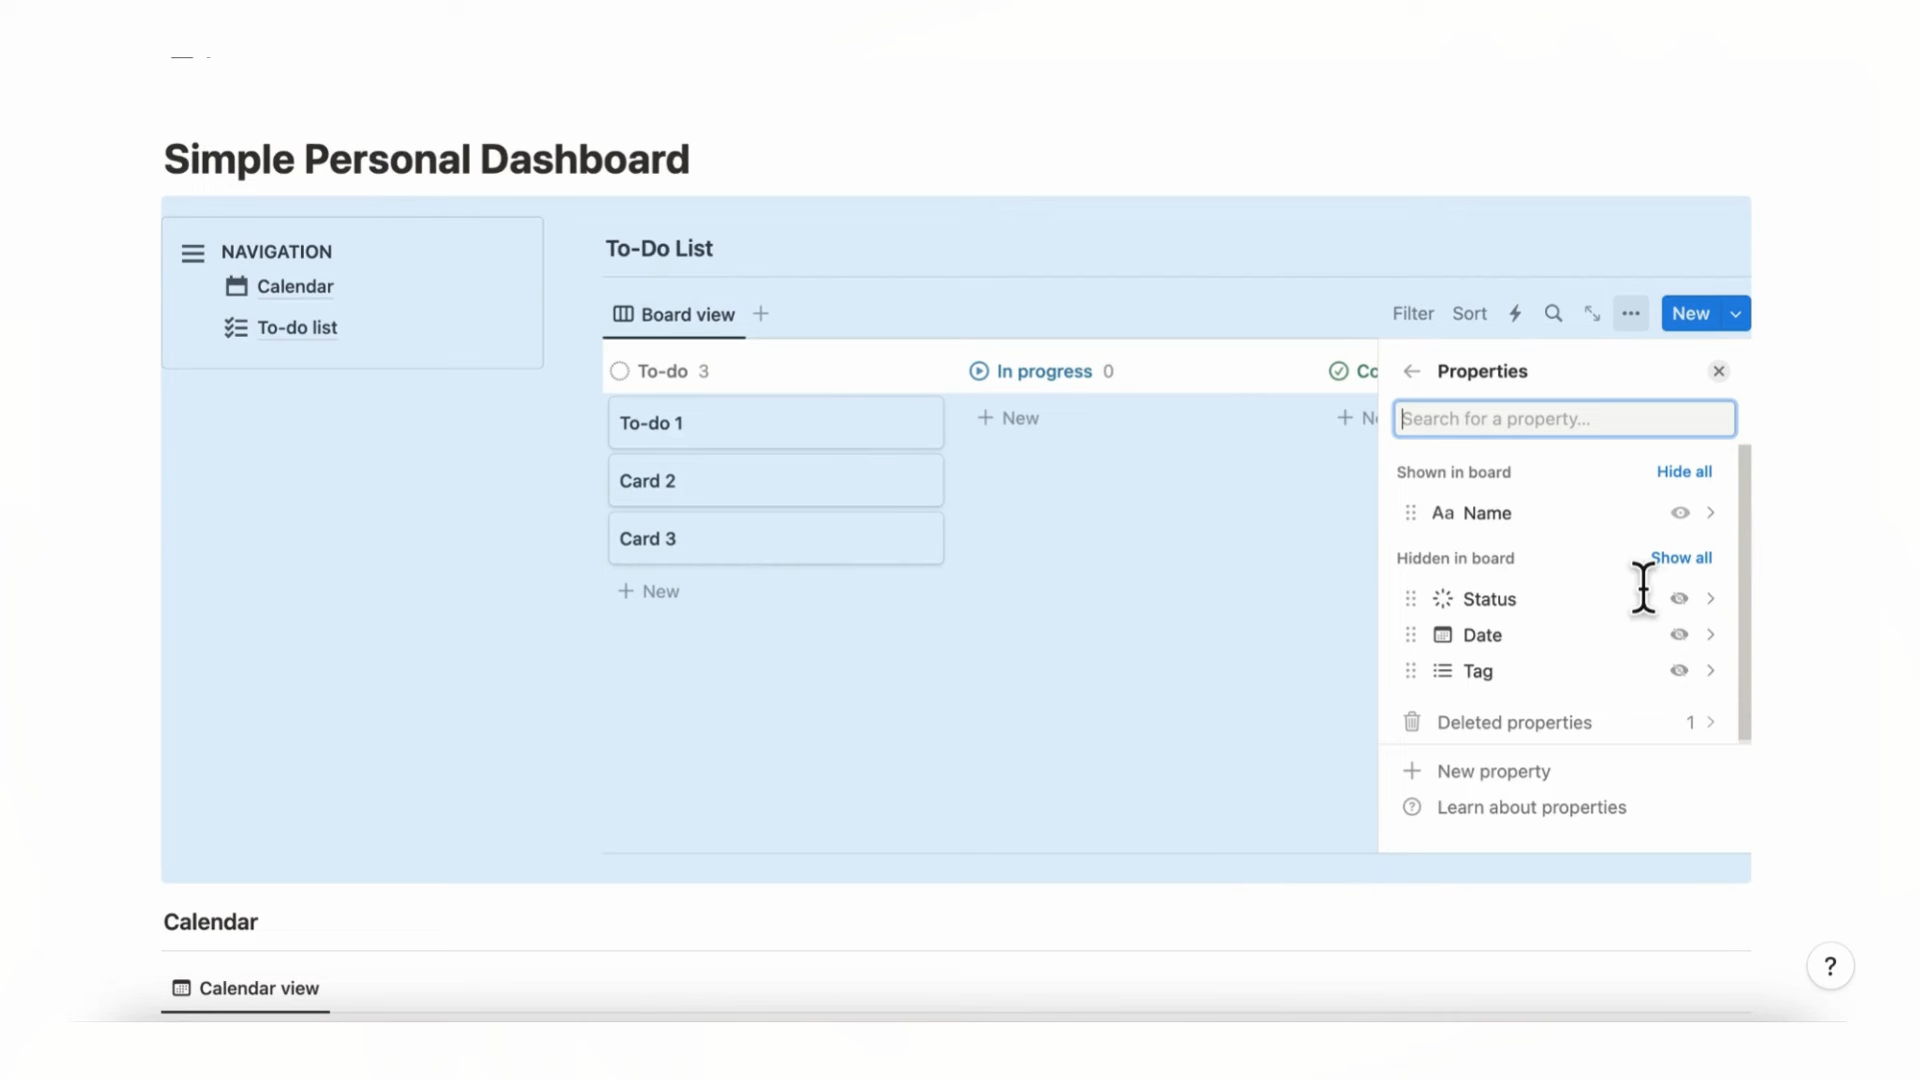 Simple Personal Dashboard
NAVIGATION
Calendar
To-do list
To-Do List
Board view
Filter Sort New
To-do 3
In progress 0
Co
To-do 1
Card 2
Card 3
+ New
+ New
Properties
Search for a property...
Shown in board Hide all
Aa Name
Hidden in board Show all
Status
Date
Tag
Deleted properties 1
+ New property
? Learn about properties
Calendar
Calendar view
?